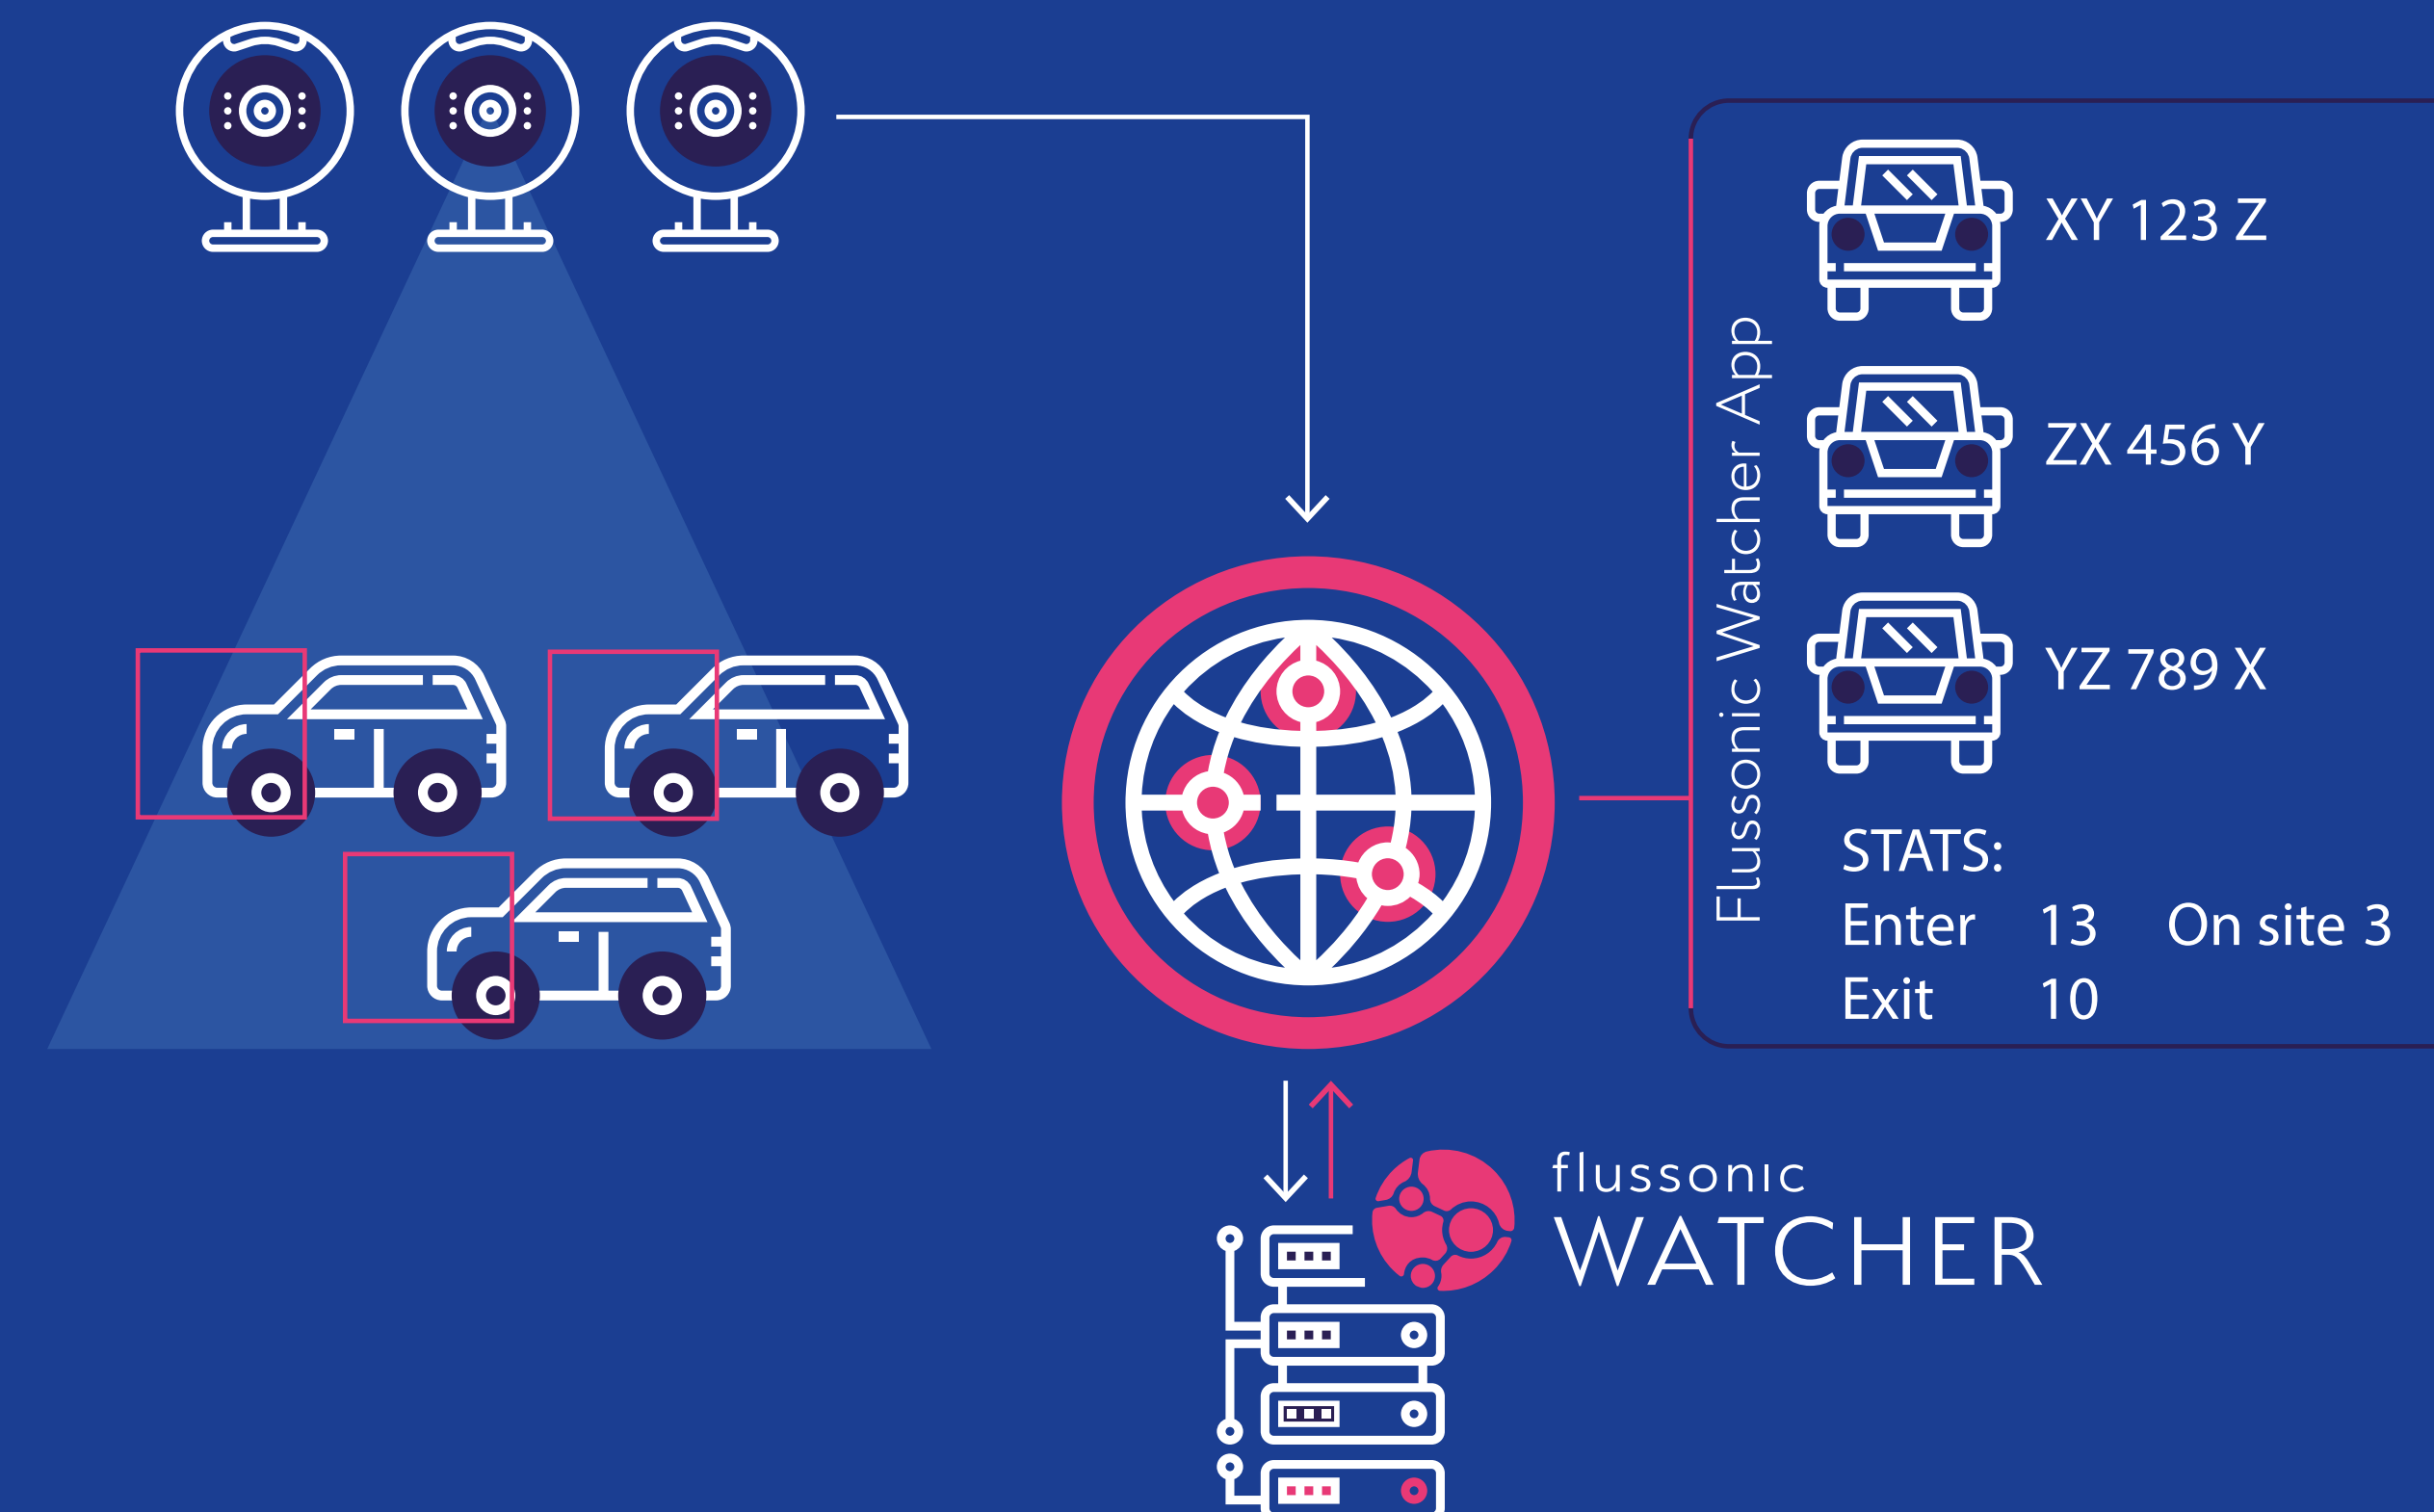 Flussonic Watcher App
XY 123 Z
ZX 456 Y
YZ 789 X
STATS:
Enter 13 On site 3
Exit 10
flussonic
WATCHER